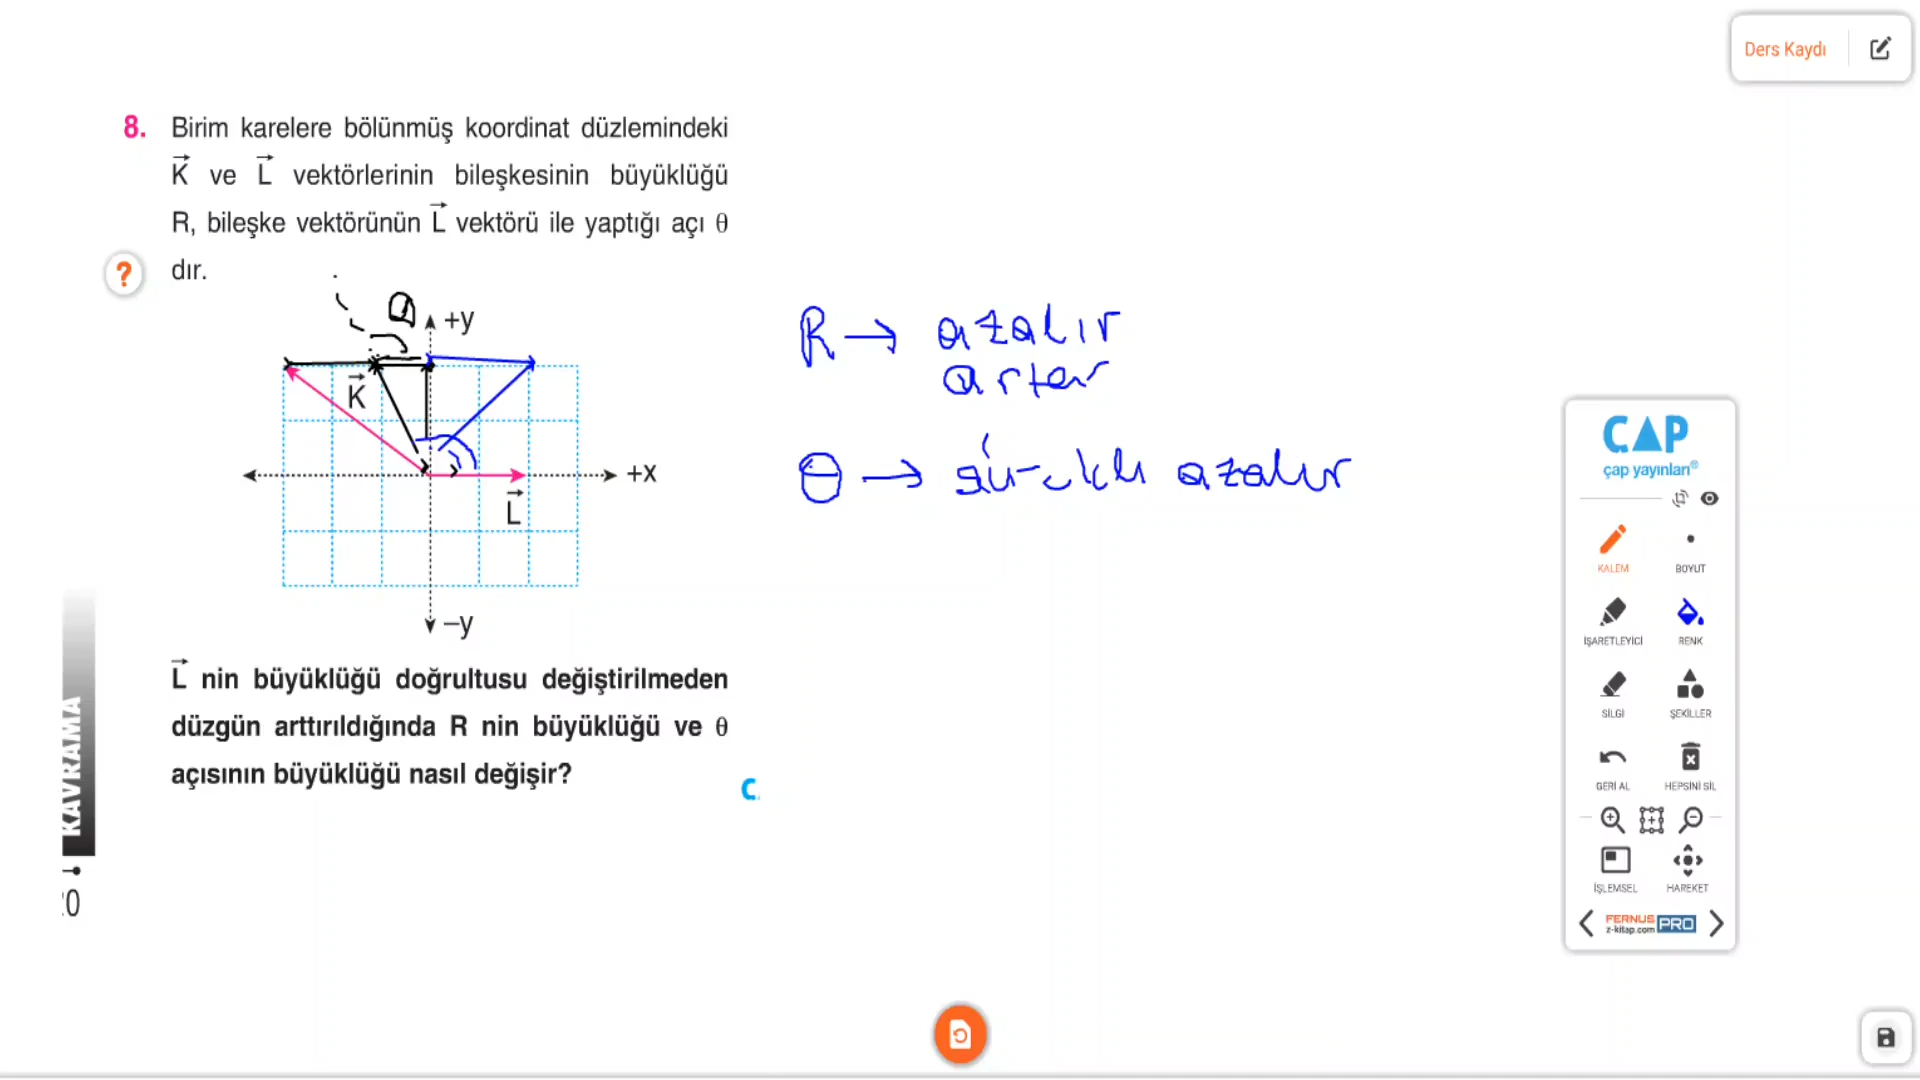 Ders Kaydı
8. Birim karelere bölünmüş koordinat düzlemindeki
K ve L vektörlerinin bileşkesinin büyüklüğü
R, bileşke vektörünün L vektörü ile yaptığı açı θ
dır.
?
+y
K
+x
L
–y
L nin büyüklüğü doğrultusu değiştirilmeden
düzgün arttırıldığında R nin büyüklüğü ve θ
açısının büyüklüğü nasıl değişir?
C
KAVRAMA
R → azalır
artar
θ → sürekli azalır
ÇAP
çap yayınları®
KALEM
BOYUT
İŞARETLEYİCİ
RENK
SİLGİ
ŞEKİLLER
GERİ AL
HEPSİNİ SİL
İŞLEMSEL
HAREKET
FERNUS
z-kitap.com
PRO